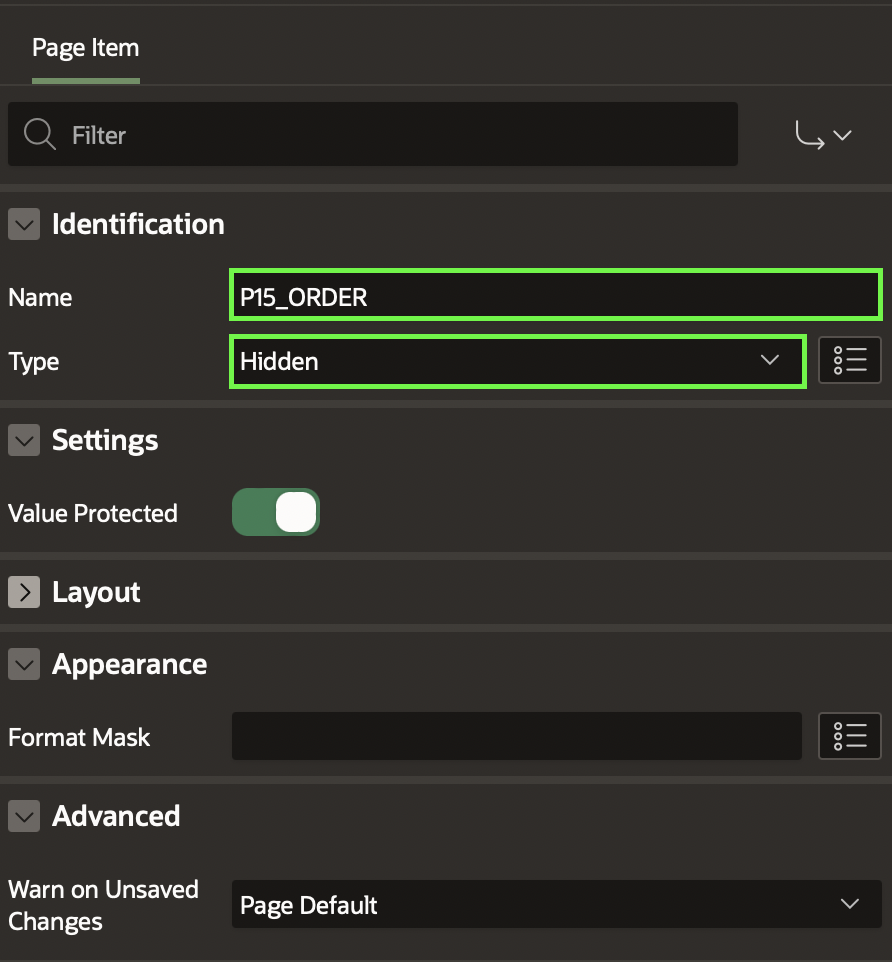 Page Item
Filter
Identification
Name P15_ORDER
Type Hidden
Settings
Value Protected
Layout
Appearance
Format Mask
Advanced
Warn on Unsaved
Changes
Page Default